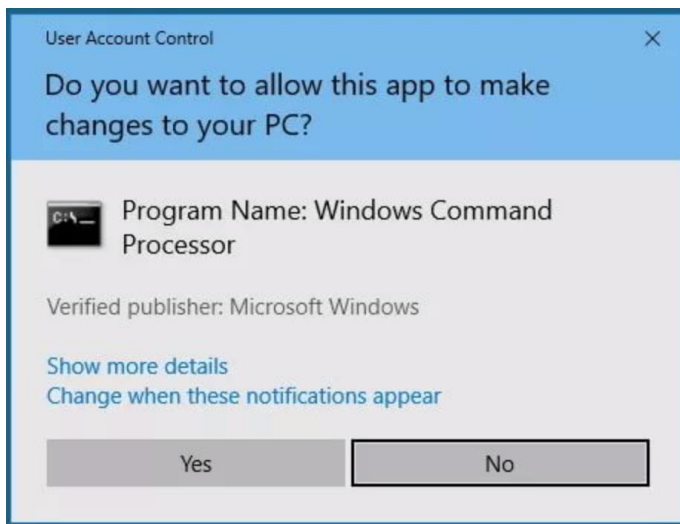 User Account Control
Do you want to allow this app to make
changes to your PC?
C:\_
Program Name: Windows Command
Processor
Verified publisher: Microsoft Windows
Show more details
Change when these notifications appear
Yes
No